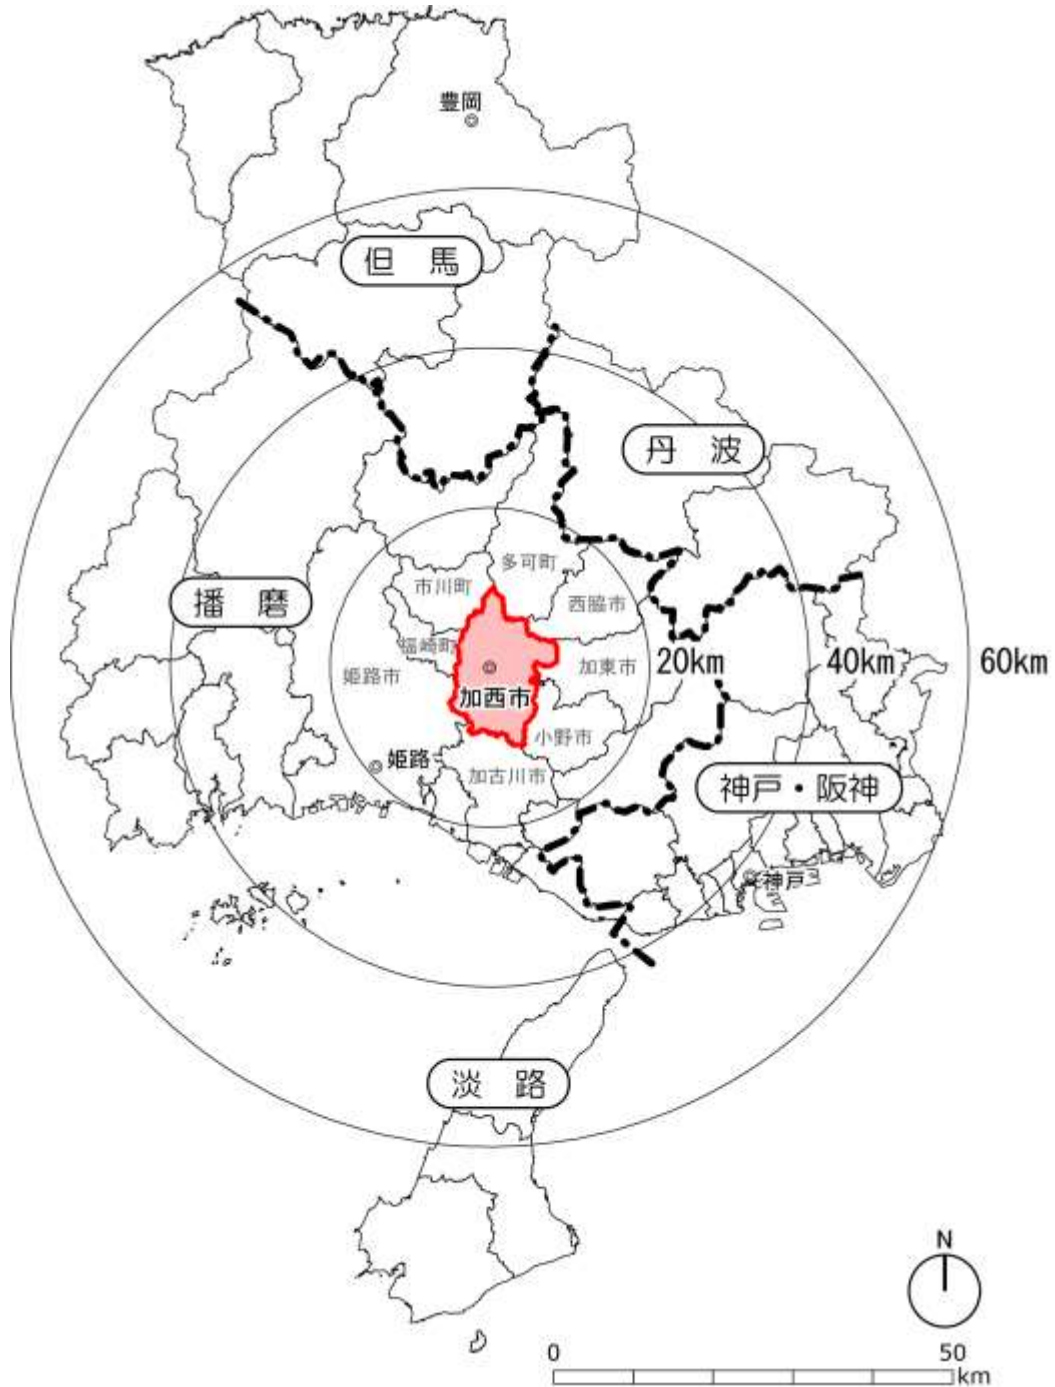 豊岡
但 馬
丹 波
多可町
市川町
西脇市
播 磨
福崎町
姫路市
加東市
20km
40km
60km
加西市
小野市
姫路
加古川市
神戸・阪神
神戸
淡 路
N
0
50
km